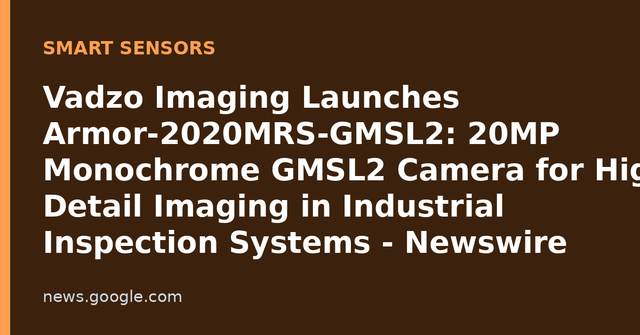 SMART SENSORS
Vadzo Imaging Launches
Armor-2020MRS-GMSL2: 20MP
Monochrome GMSL2 Camera for
Detail Imaging in Industrial
Inspection Systems - Newswire
news.google.com